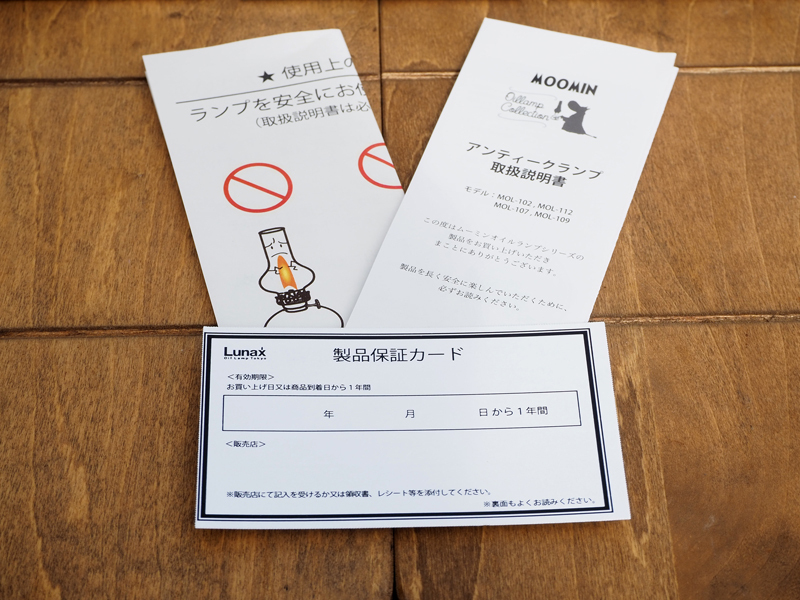 ★ 使用上の
ランプを安全にお使
(取扱説明書は必
MOOMIN
Oillamp
Collection
アンティークランプ
取扱説明書
モデル：MOL-102 , MOL-112
MOL-107 , MOL-109
この度はムーミンオイルランプシリーズの
製品をお買い上げいただき
まことにありがとうございます。
製品を長く安全に楽しんでいただくために、
必ずお読みください。
Lunax
Oil Lamp Tokyo
製品保証カード
＜有効期限＞
お買い上げ日又は商品到着日から１年間
年 月 日 から 1 年間
＜販売店＞
※販売店にて記入を受けるか又は領収書、レシート等を添付してください。
※裏面もよくお読みください。